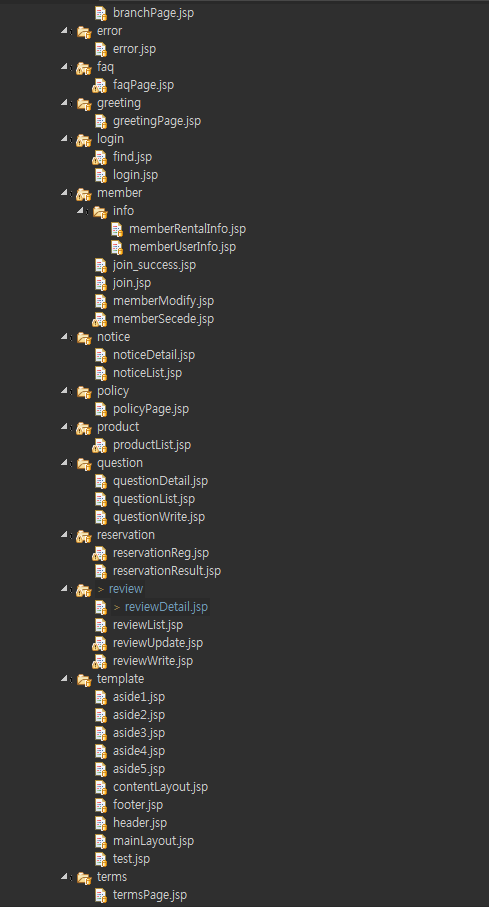 branchPage.jsp
error
error.jsp
faq
faqPage.jsp
greeting
greetingPage.jsp
login
find.jsp
login.jsp
member
info
memberRentalInfo.jsp
memberUserInfo.jsp
join_success.jsp
join.jsp
memberModify.jsp
memberSecede.jsp
notice
noticeDetail.jsp
noticeList.jsp
policy
policyPage.jsp
product
productList.jsp
question
questionDetail.jsp
questionList.jsp
questionWrite.jsp
reservation
reservationReg.jsp
reservationResult.jsp
> review
> reviewDetail.jsp
reviewList.jsp
reviewUpdate.jsp
reviewWrite.jsp
template
aside1.jsp
aside2.jsp
aside3.jsp
aside4.jsp
aside5.jsp
contentLayout.jsp
footer.jsp
header.jsp
mainLayout.jsp
test.jsp
terms
termsPage.jsp